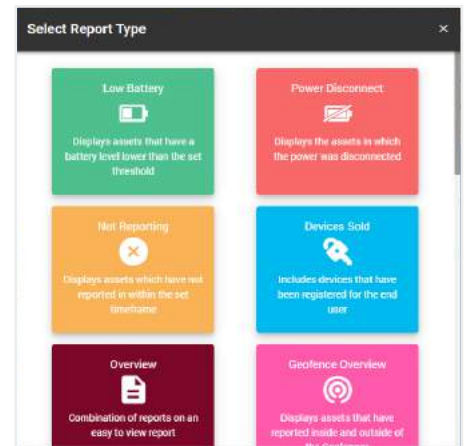 Select Report Type
×
Low Battery
Displays assets that have a
battery level lower than the set
threshold
Power Disconnect
Displays the assets in which
the power was disconnected
Not Reporting
Displays assets which have not
reported in within the set
timeframe
Devices Sold
Includes devices that have
been registered for the end
user
Overview
Combination of reports on an
easy to view report
Geofence Overview
Displays assets that have
reported inside and outside of
the Geofence